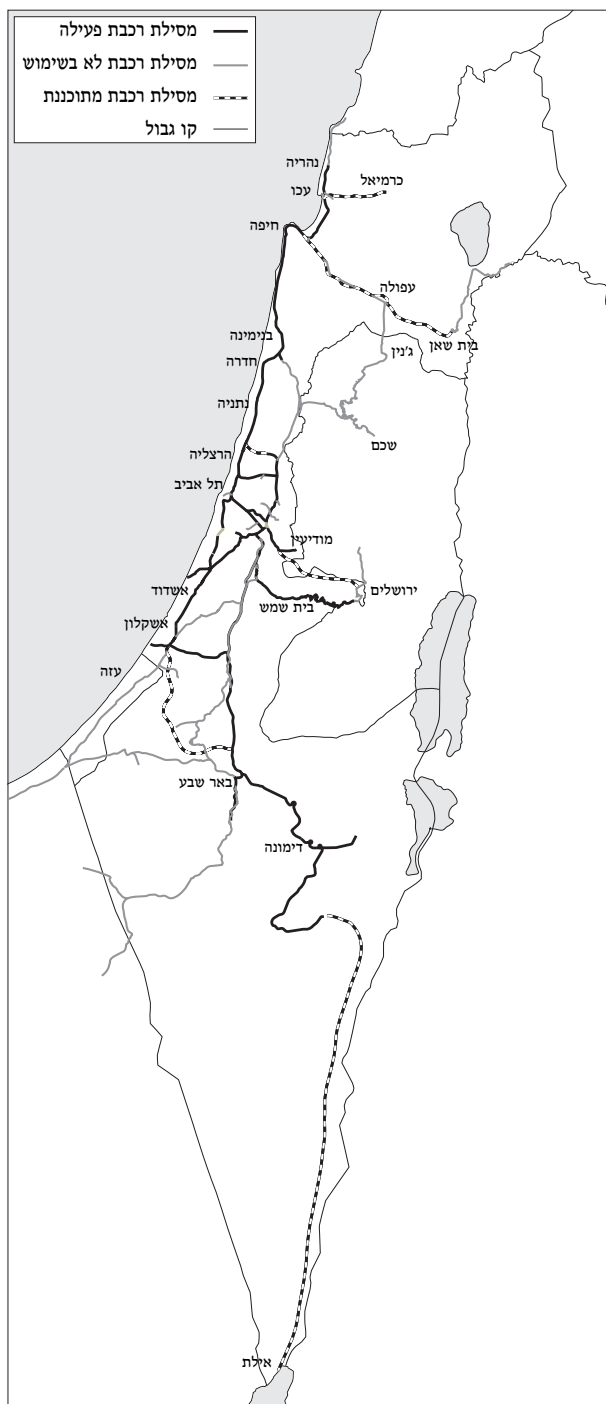 מסילת רכבת פעילה
מסילת רכבת לא בשימוש
מסילת רכבת מתוכננת
קו גבול
נהריה
כרמיאל
עכו
חיפה
עפולה
בנימינה
בית שאן
ג'נין
חדרה
נתניה
שכם
הרצליה
תל אביב
מודיעין
ירושלים
אשדוד
בית שמש
אשקלון
עזה
באר שבע
דימונה
אילת